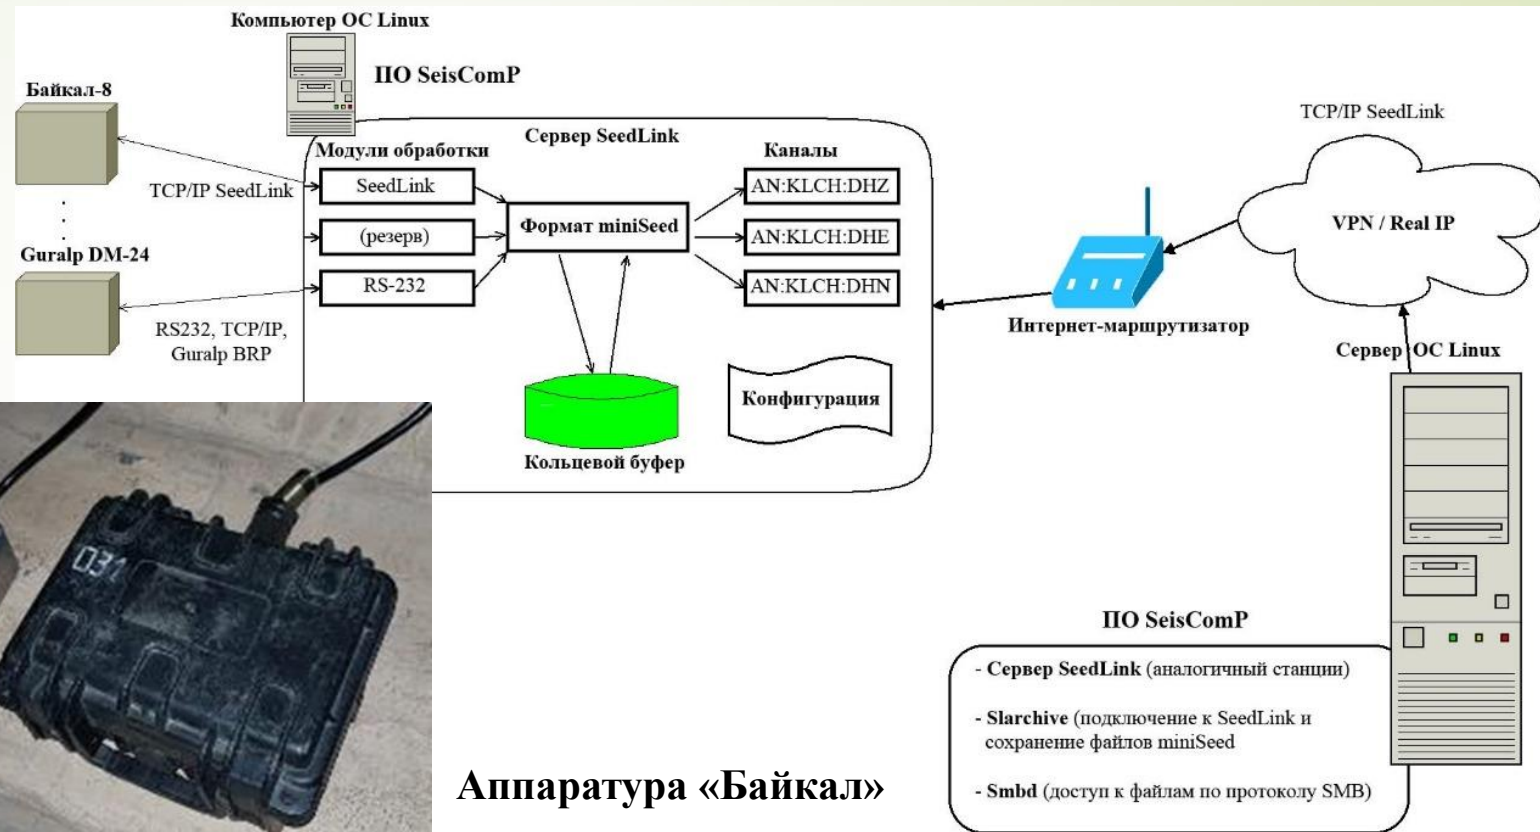 Компьютер ОС Linux
ПО SeisComP
Байкал-8
TCP/IP SeedLink
Guralp DM-24
RS232, TCP/IP,
Guralp BRP
Сервер SeedLink
Модули обработки
SeedLink
(резерв)
RS-232
Формат miniSeed
Каналы
AN:KLCH:DHZ
AN:KLCH:DHE
AN:KLCH:DHN
Кольцевой буфер
Конфигурация
Интернет-маршрутизатор
TCP/IP SeedLink
VPN / Real IP
Сервер ОС Linux
ПО SeisComP
- Сервер SeedLink (аналогичный станции)
- Slarchive (подключение к SeedLink и
сохранение файлов miniSeed
- Smbd (доступ к файлам по протоколу SMB)
031
Аппаратура «Байкал»